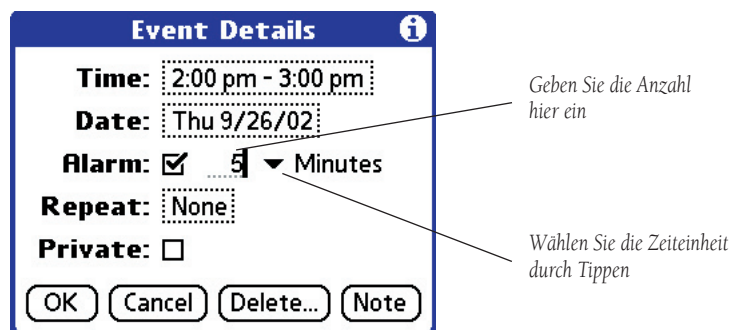 Event Details
Time: 2:00 pm - 3:00 pm
Geben Sie die Anzahl
hier ein
Date: Thu 9/26/02
Alarm: 5 Minutes
Repeat: None
Wählen Sie die Zeiteinheit
durch Tippen
Private:
OK Cancel Delete... Note